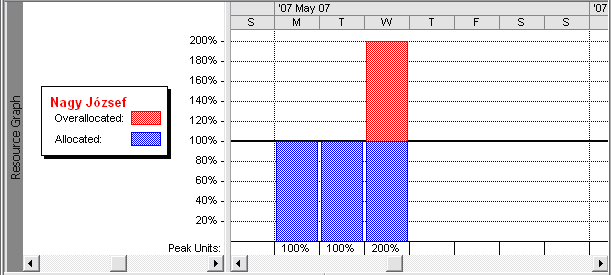 '07 May 07
'07
S M T W T F S S
200%
180%
160%
140%
120%
100%
80%
60%
40%
20%
Resource Graph
Nagy József
Overallocated:
Allocated:
Peak Units: 100% 100% 200%